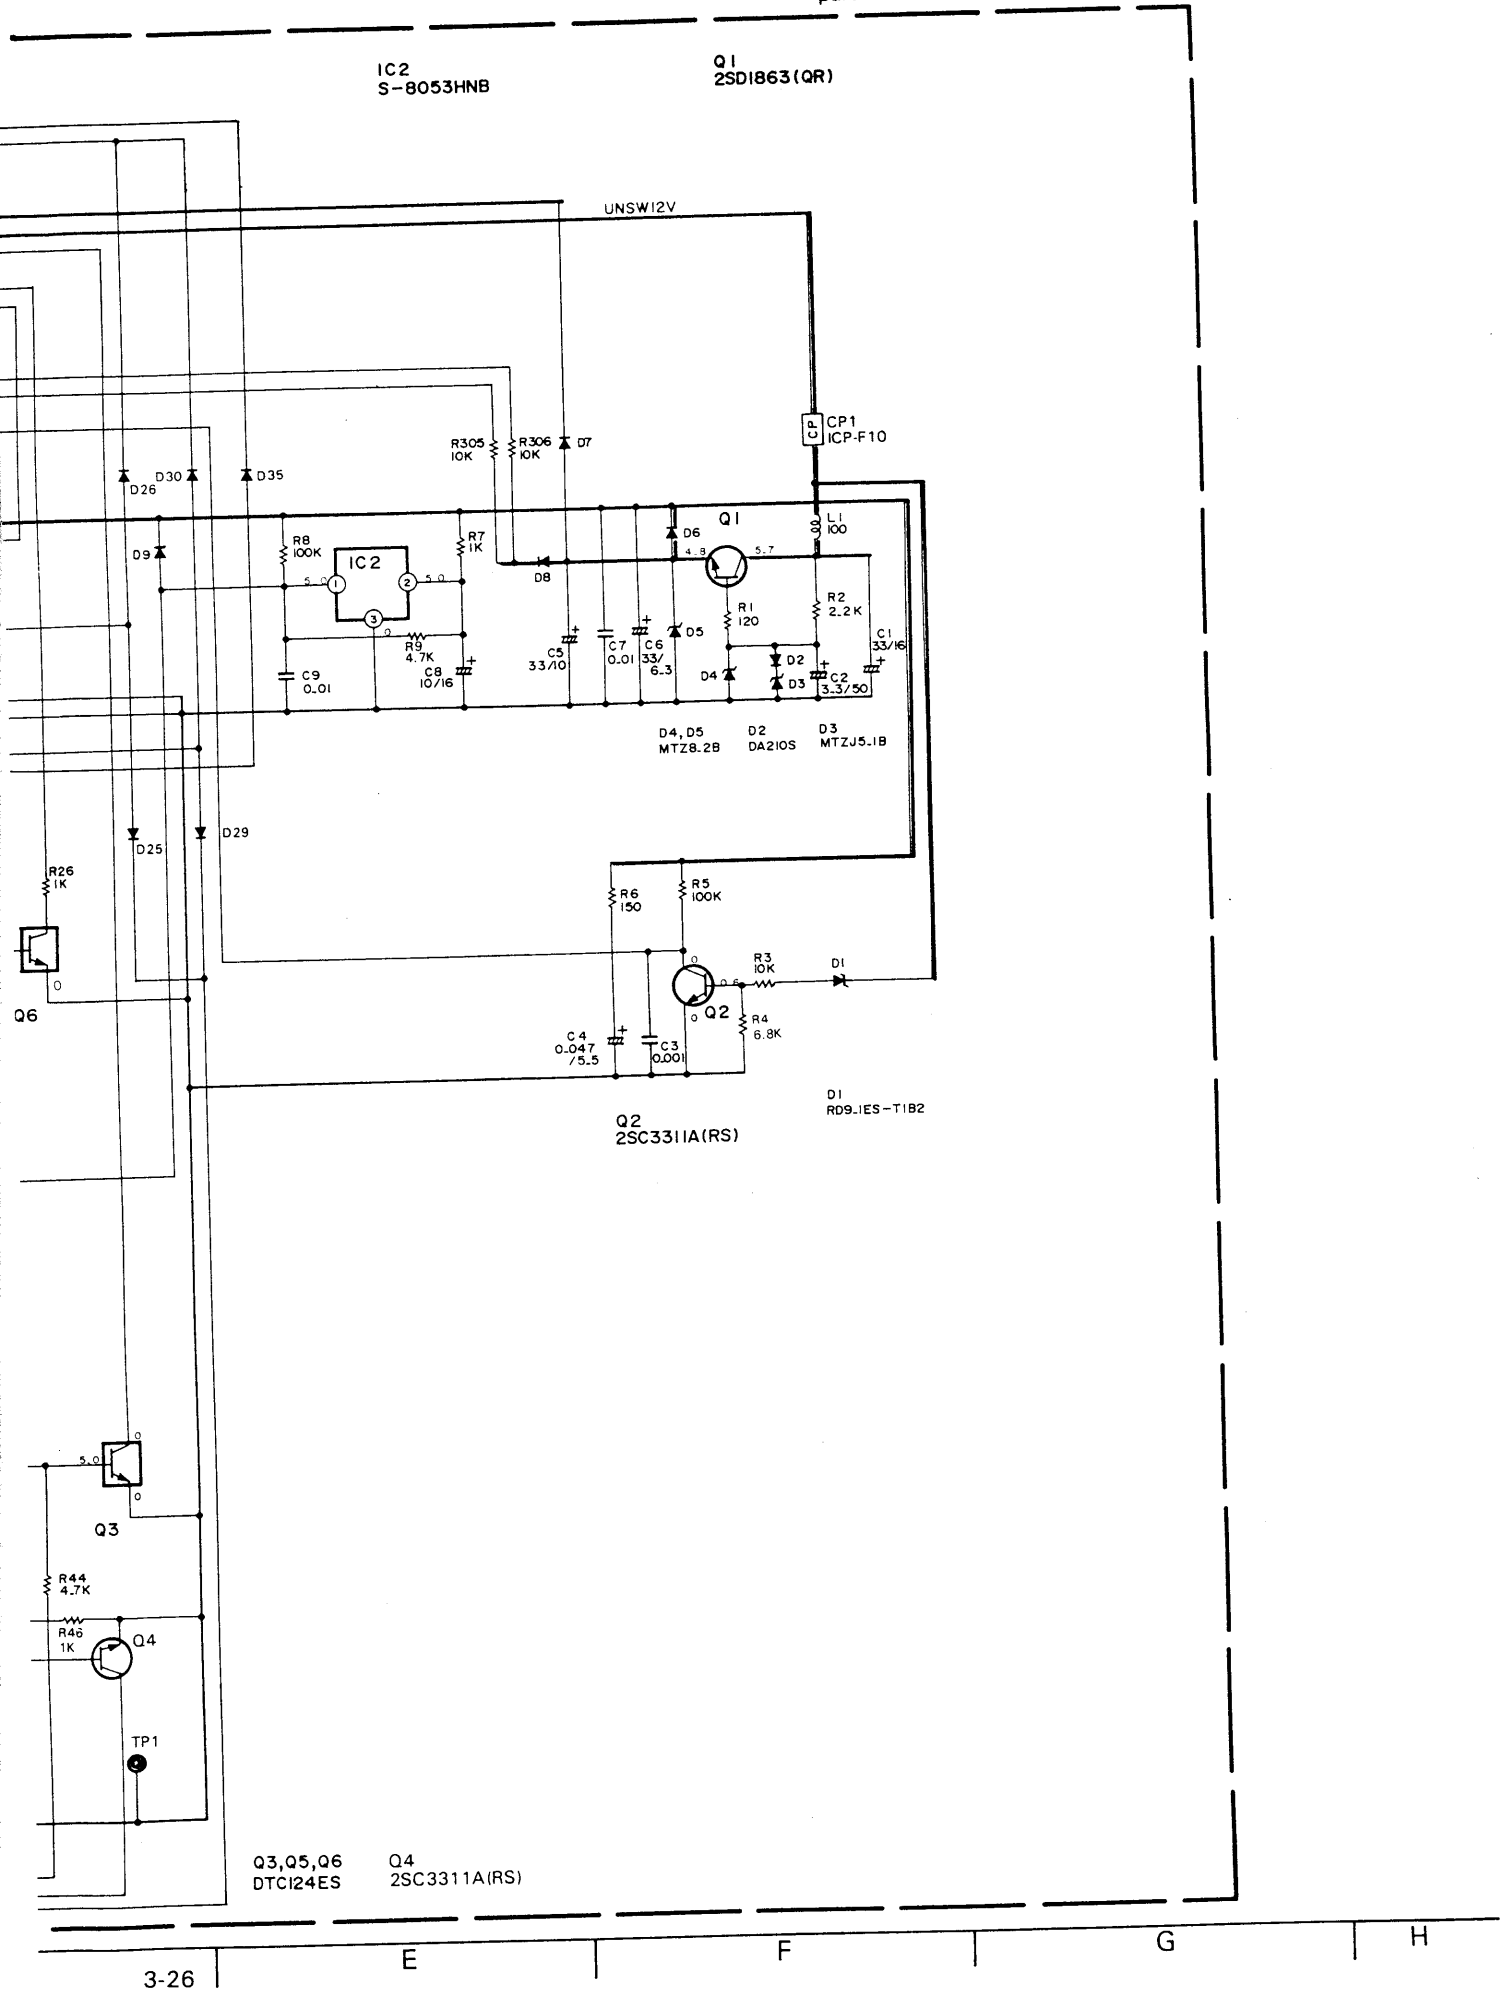 IC2
S-8053HNB
Q1
2SD1863(QR)
UNSW12V
CP
CP1
ICP-F10
R305
10K
R306
10K
D7
D26
D30
D35
D9
R8
100K
IC2
5.0
1
2
5.0
3
0
R7
1K
D8
D6
Q1
4.8
5.7
L1
100
R9
4.7K
C9
0.01
C8
10/16
+
C5
33/10
+
C7
0.01
C6
33/
6.3
+
D5
R1
120
R2
2.2K
C1
33/16
+
D4
D2
D3
C2
3.3/50
+
D4, D5
MTZ8.2B
D2
DA210S
D3
MTZJ5.1B
D25
D29
R26
1K
0
Q6
R6
150
R5
100K
0
R3
10K
D1
0.6
Q2
0
R4
6.8K
C4
0.047
/5.5
+
C3
0.001
D1
RD9.1ES-T1B2
Q2
2SC3311A(RS)
0
5.0
0
Q3
R44
4.7K
R46
1K
Q4
TP1
Q3,Q5,Q6
DTC124ES
Q4
2SC3311A(RS)
3-26
E
F
G
H